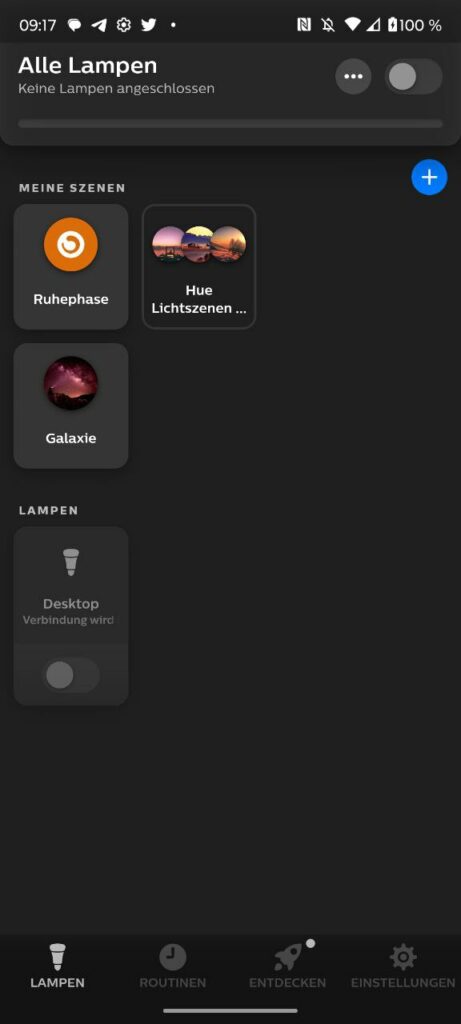 09:17
100 %
Alle Lampen
Keine Lampen angeschlossen
MEINE SZENEN
Ruhephase
Hue
Lichtszenen ...
Galaxie
LAMPEN
Desktop
Verbindung wird
LAMPEN
ROUTINEN
ENTDECKEN
EINSTELLUNGEN